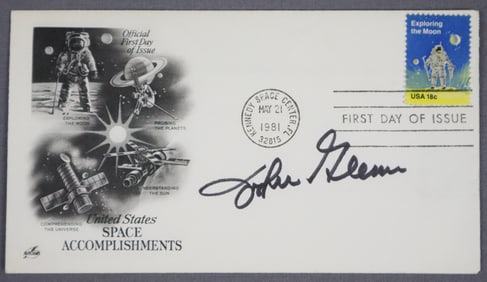 Official
First Day
of Issue
EXPLORING
THE MOON
PROBING
THE PLANETS
UNDERSTANDING
THE SUN
COMPREHENDING
THE UNIVERSE
United States
SPACE
ACCOMPLISHMENTS
KENNEDY SPACE CENTER, FL
MAY 21
1981
32815
Exploring
the Moon
USA 18c
FIRST DAY OF ISSUE
John Glenn